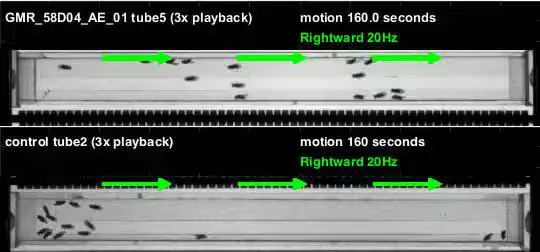 GMR_58D04_AE_01 tube5 (3x playback)
motion 160.0 seconds
Rightward 20Hz
control tube2 (3x playback)
motion 160 seconds
Rightward 20Hz